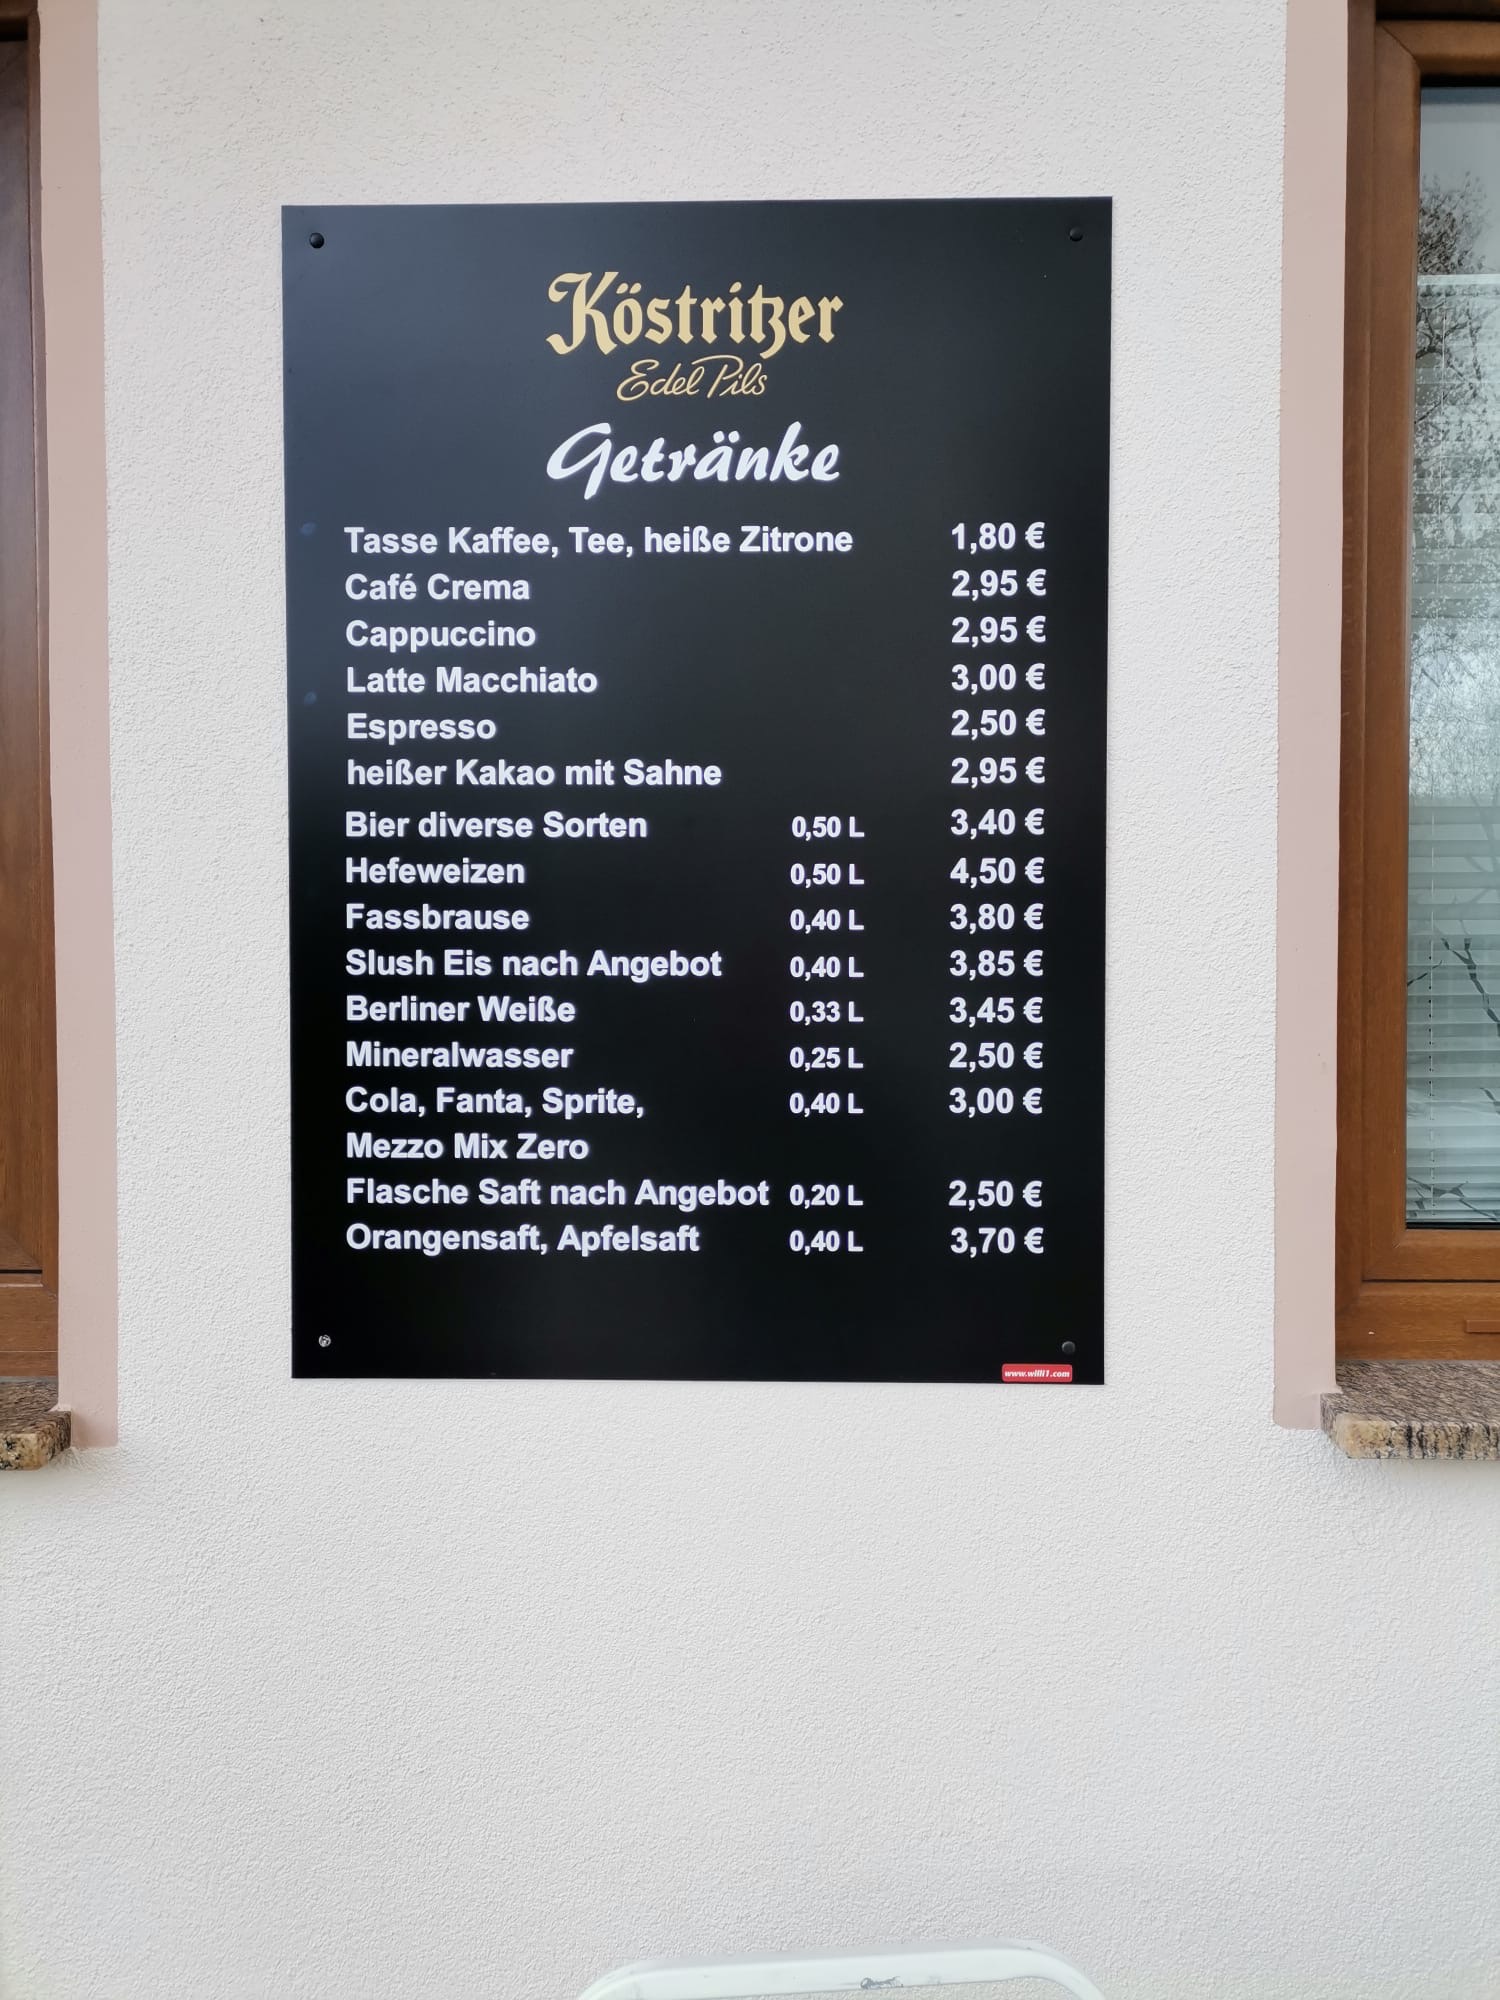 Köstritzer
Edel Pils
Getränke
Tasse Kaffee, Tee, heiße Zitrone 1,80 €
Café Crema 2,95 €
Cappuccino 2,95 €
Latte Macchiato 3,00 €
Espresso 2,50 €
heißer Kakao mit Sahne 2,95 €
Bier diverse Sorten 0,50 L 3,40 €
Hefeweizen 0,50 L 4,50 €
Fassbrause 0,40 L 3,80 €
Slush Eis nach Angebot 0,40 L 3,85 €
Berliner Weiße 0,33 L 3,45 €
Mineralwasser 0,25 L 2,50 €
Cola, Fanta, Sprite, 0,40 L 3,00 €
Mezzo Mix Zero
Flasche Saft nach Angebot 0,20 L 2,50 €
Orangensaft, Apfelsaft 0,40 L 3,70 €
www.willi1.com